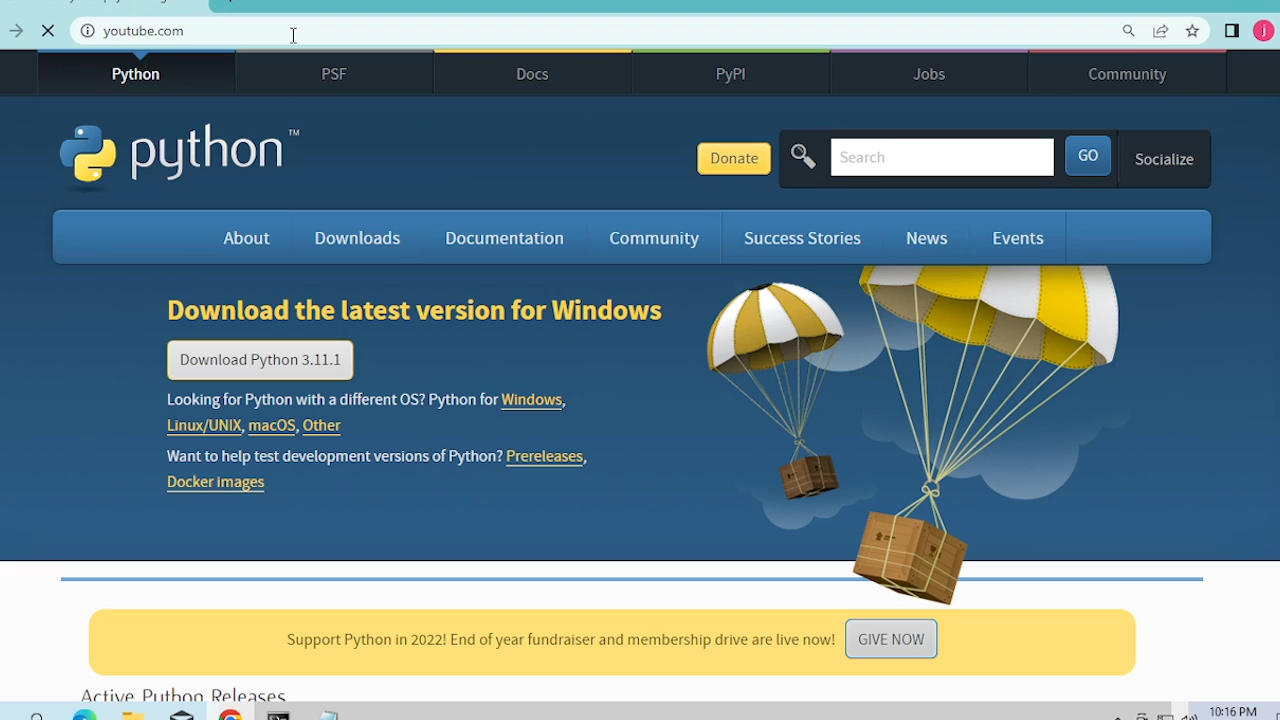 youtube.com
j
Python
PSF
Docs
PyPI
Jobs
Community
python™
Donate
Search
GO
Socialize
About
Downloads
Documentation
Community
Success Stories
News
Events
Download the latest version for Windows
Download Python 3.11.1
Looking for Python with a different OS? Python for Windows,
Linux/UNIX, macOS, Other
Want to help test development versions of Python? Prereleases,
Docker images
Support Python in 2022! End of year fundraiser and membership drive are live now!
GIVE NOW
Active Python Releases
10:16 PM